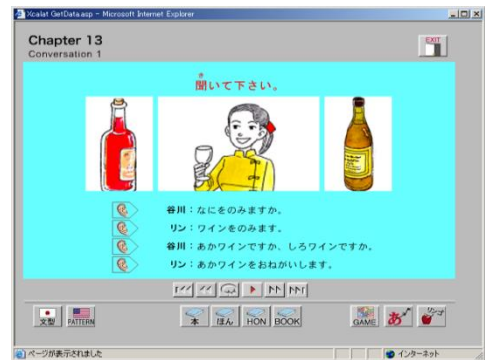 Xcalat GetData.asp - Microsoft Internet Explorer
Chapter 13
Conversation 1
EXIT
き
聞いて下さい。
谷川：なにをのみますか。
リン：ワインをのみます。
谷川：あかワインですか、しろワインですか。
リン：あかワインをおねがいします。
文型 PATTERN 本 ほん HON BOOK GAME あ リンゴ
ページが表示されました インターネット